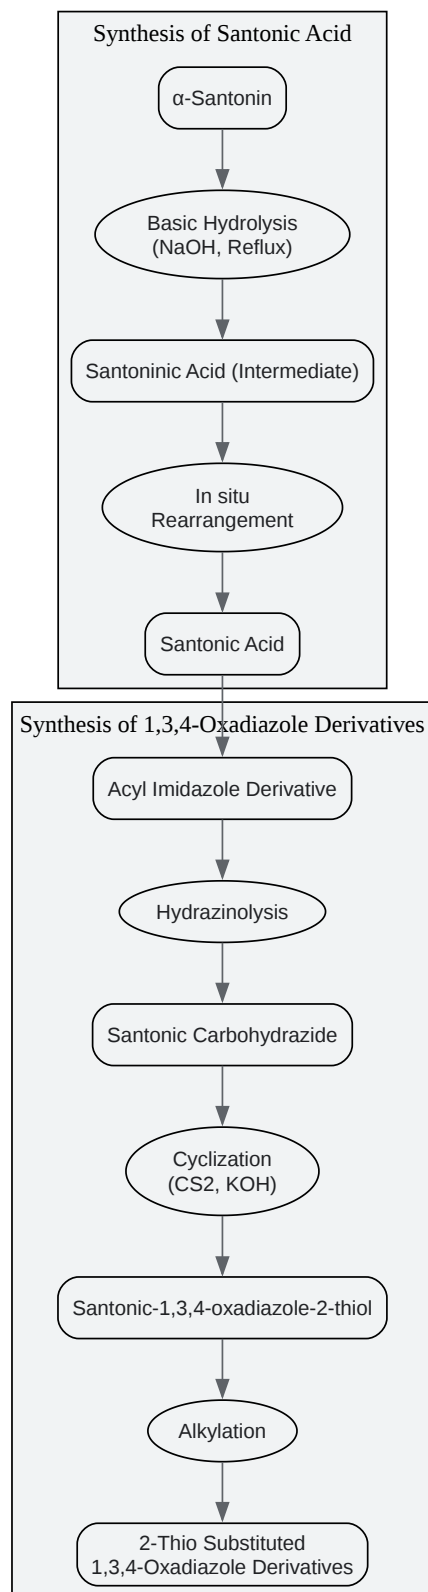 Synthesis of Santonic Acid
α-Santonin
Basic Hydrolysis
(NaOH, Reflux)
Santoninic Acid (Intermediate)
In situ
Rearrangement
Santonic Acid
Synthesis of 1,3,4-Oxadiazole Derivatives
Acyl Imidazole Derivative
Hydrazinolysis
Santonic Carbohydrazide
Cyclization
(CS2, KOH)
Santonic-1,3,4-oxadiazole-2-thiol
Alkylation
2-Thio Substituted
1,3,4-Oxadiazole Derivatives